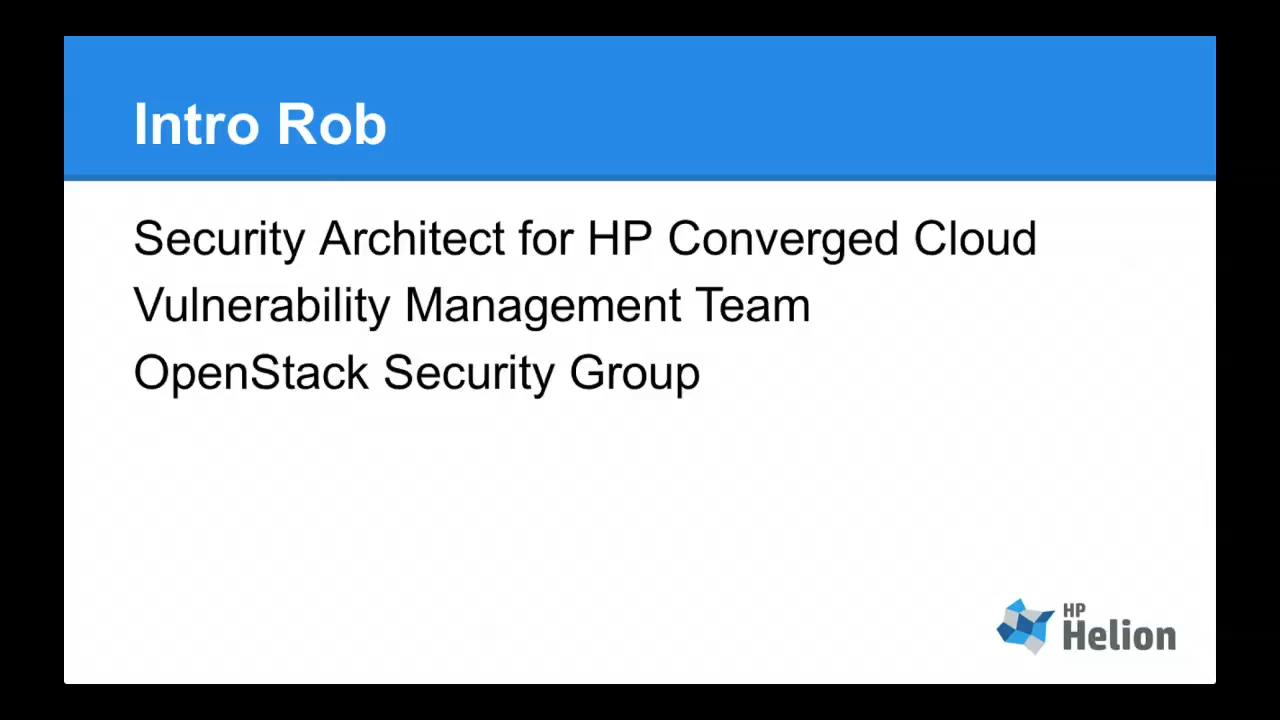 Intro Rob
Security Architect for HP Converged Cloud
Vulnerability Management Team
OpenStack Security Group
HP
Helion